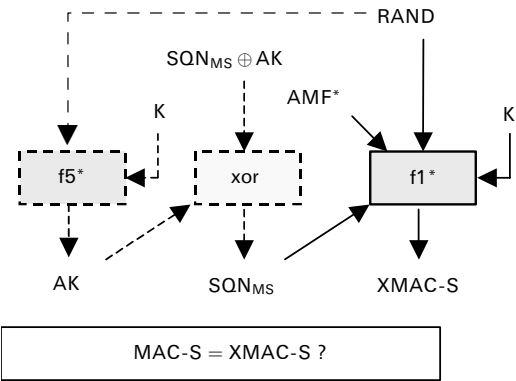 RAND
SQN_MS ⊕ AK
AMF*
K
K
f5*
xor
f1*
AK
SQN_MS
XMAC-S
MAC-S = XMAC-S ?